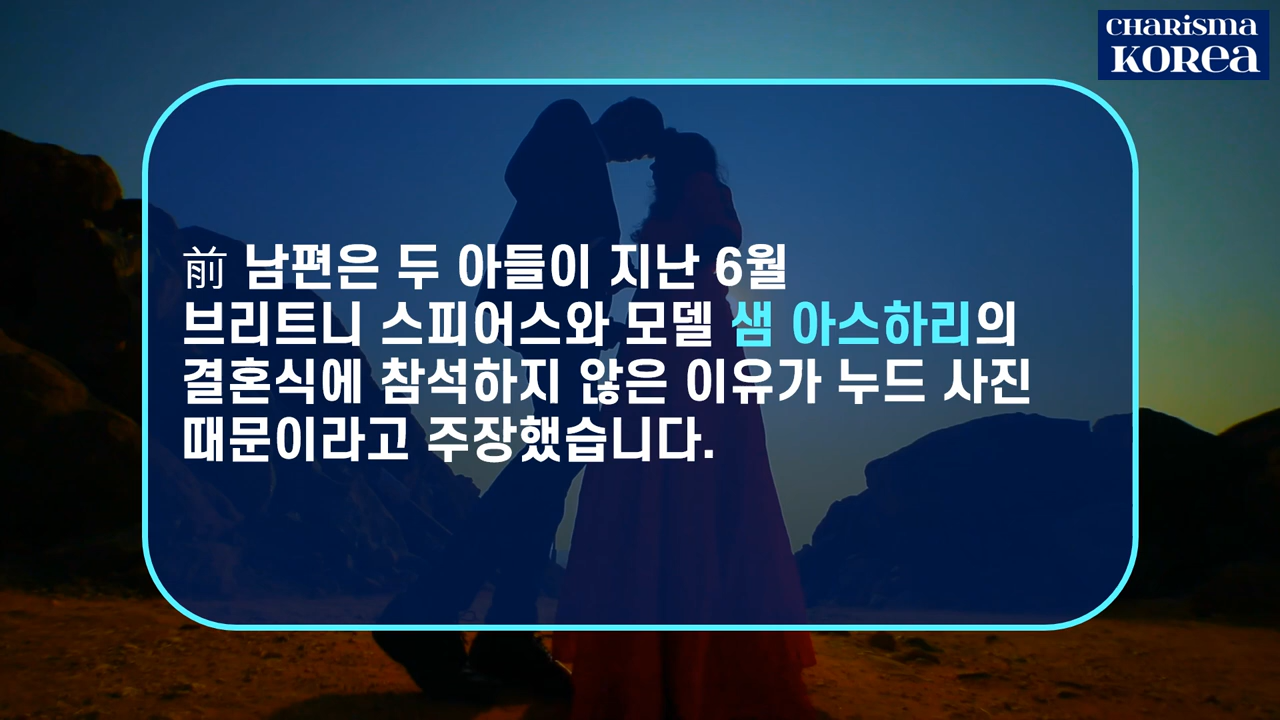 CHARISMA
KOREA
前 남편은 두 아들이 지난 6월
브리트니 스피어스와 모델 샘 아스하리의
결혼식에 참석하지 않은 이유가 누드 사진
때문이라고 주장했습니다.